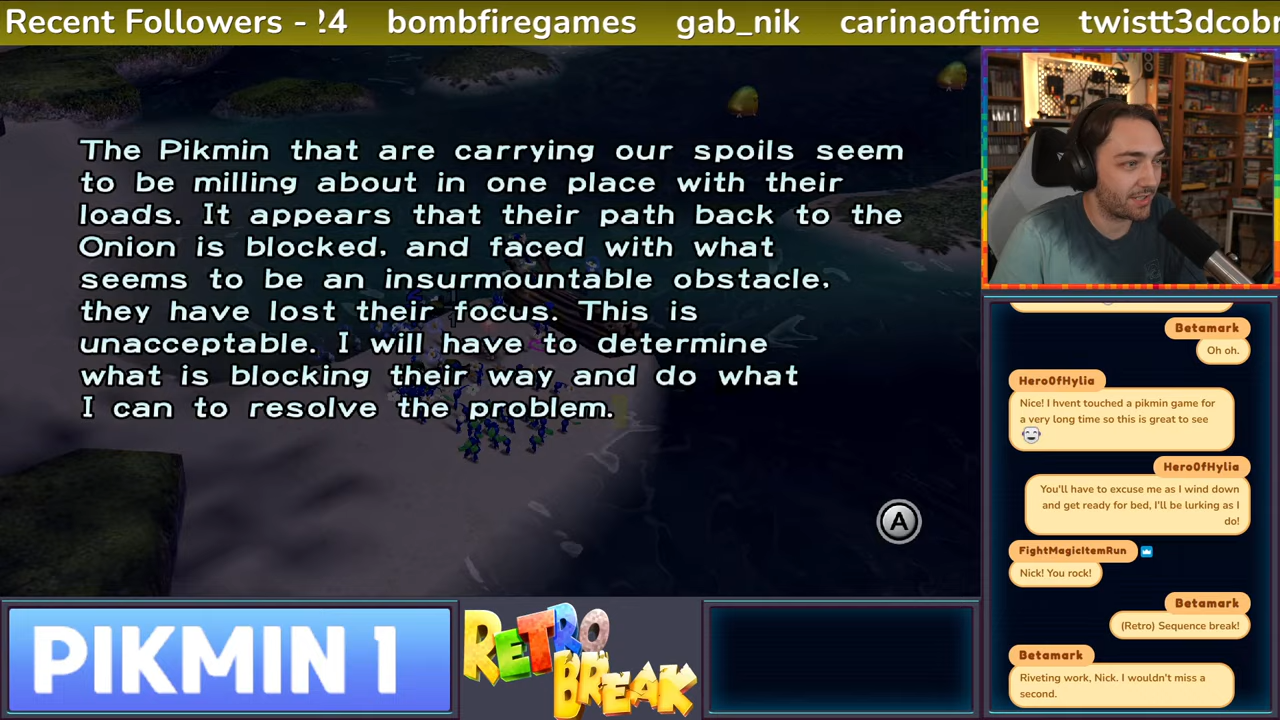 Recent Followers - 24 bombfiregames gab_nik carinaoftime twistt3dcobr
The Pikmin that are carrying our spoils seem
to be milling about in one place with their
loads. It appears that their path back to the
Onion is blocked, and faced with what
seems to be an insurmountable obstacle,
they have lost their focus. This is
unacceptable. I will have to determine
what is blocking their way and do what
I can to resolve the problem.
A
Betamark
Oh oh.
Hero0fHylia
Nice! I hvent touched a pikmin game for
a very long time so this is great to see
Hero0fHylia
You'll have to excuse me as I wind down
and get ready for bed, I'll be lurking as I
do!
FightMagicItemRun
Nick! You rock!
Betamark
(Retro) Sequence break!
Betamark
Riveting work, Nick. I wouldn't miss a
second.
PIKMIN 1
RETRO
BREAK